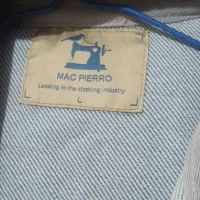 MAC PIERRO
Leading in the clothing industry
L